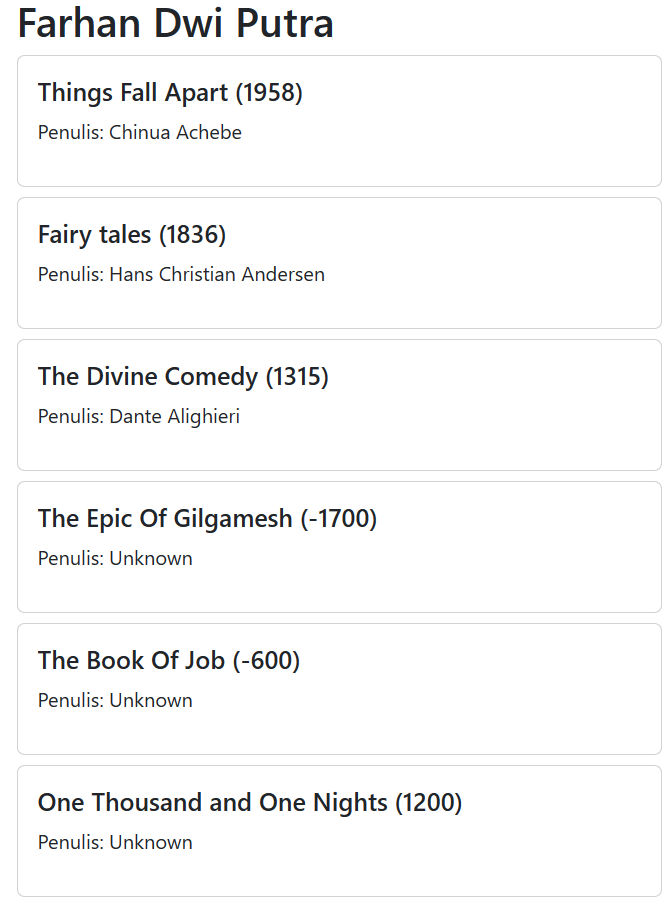 Farhan Dwi Putra
Things Fall Apart (1958)
Penulis: Chinua Achebe
Fairy tales (1836)
Penulis: Hans Christian Andersen
The Divine Comedy (1315)
Penulis: Dante Alighieri
The Epic Of Gilgamesh (-1700)
Penulis: Unknown
The Book Of Job (-600)
Penulis: Unknown
One Thousand and One Nights (1200)
Penulis: Unknown